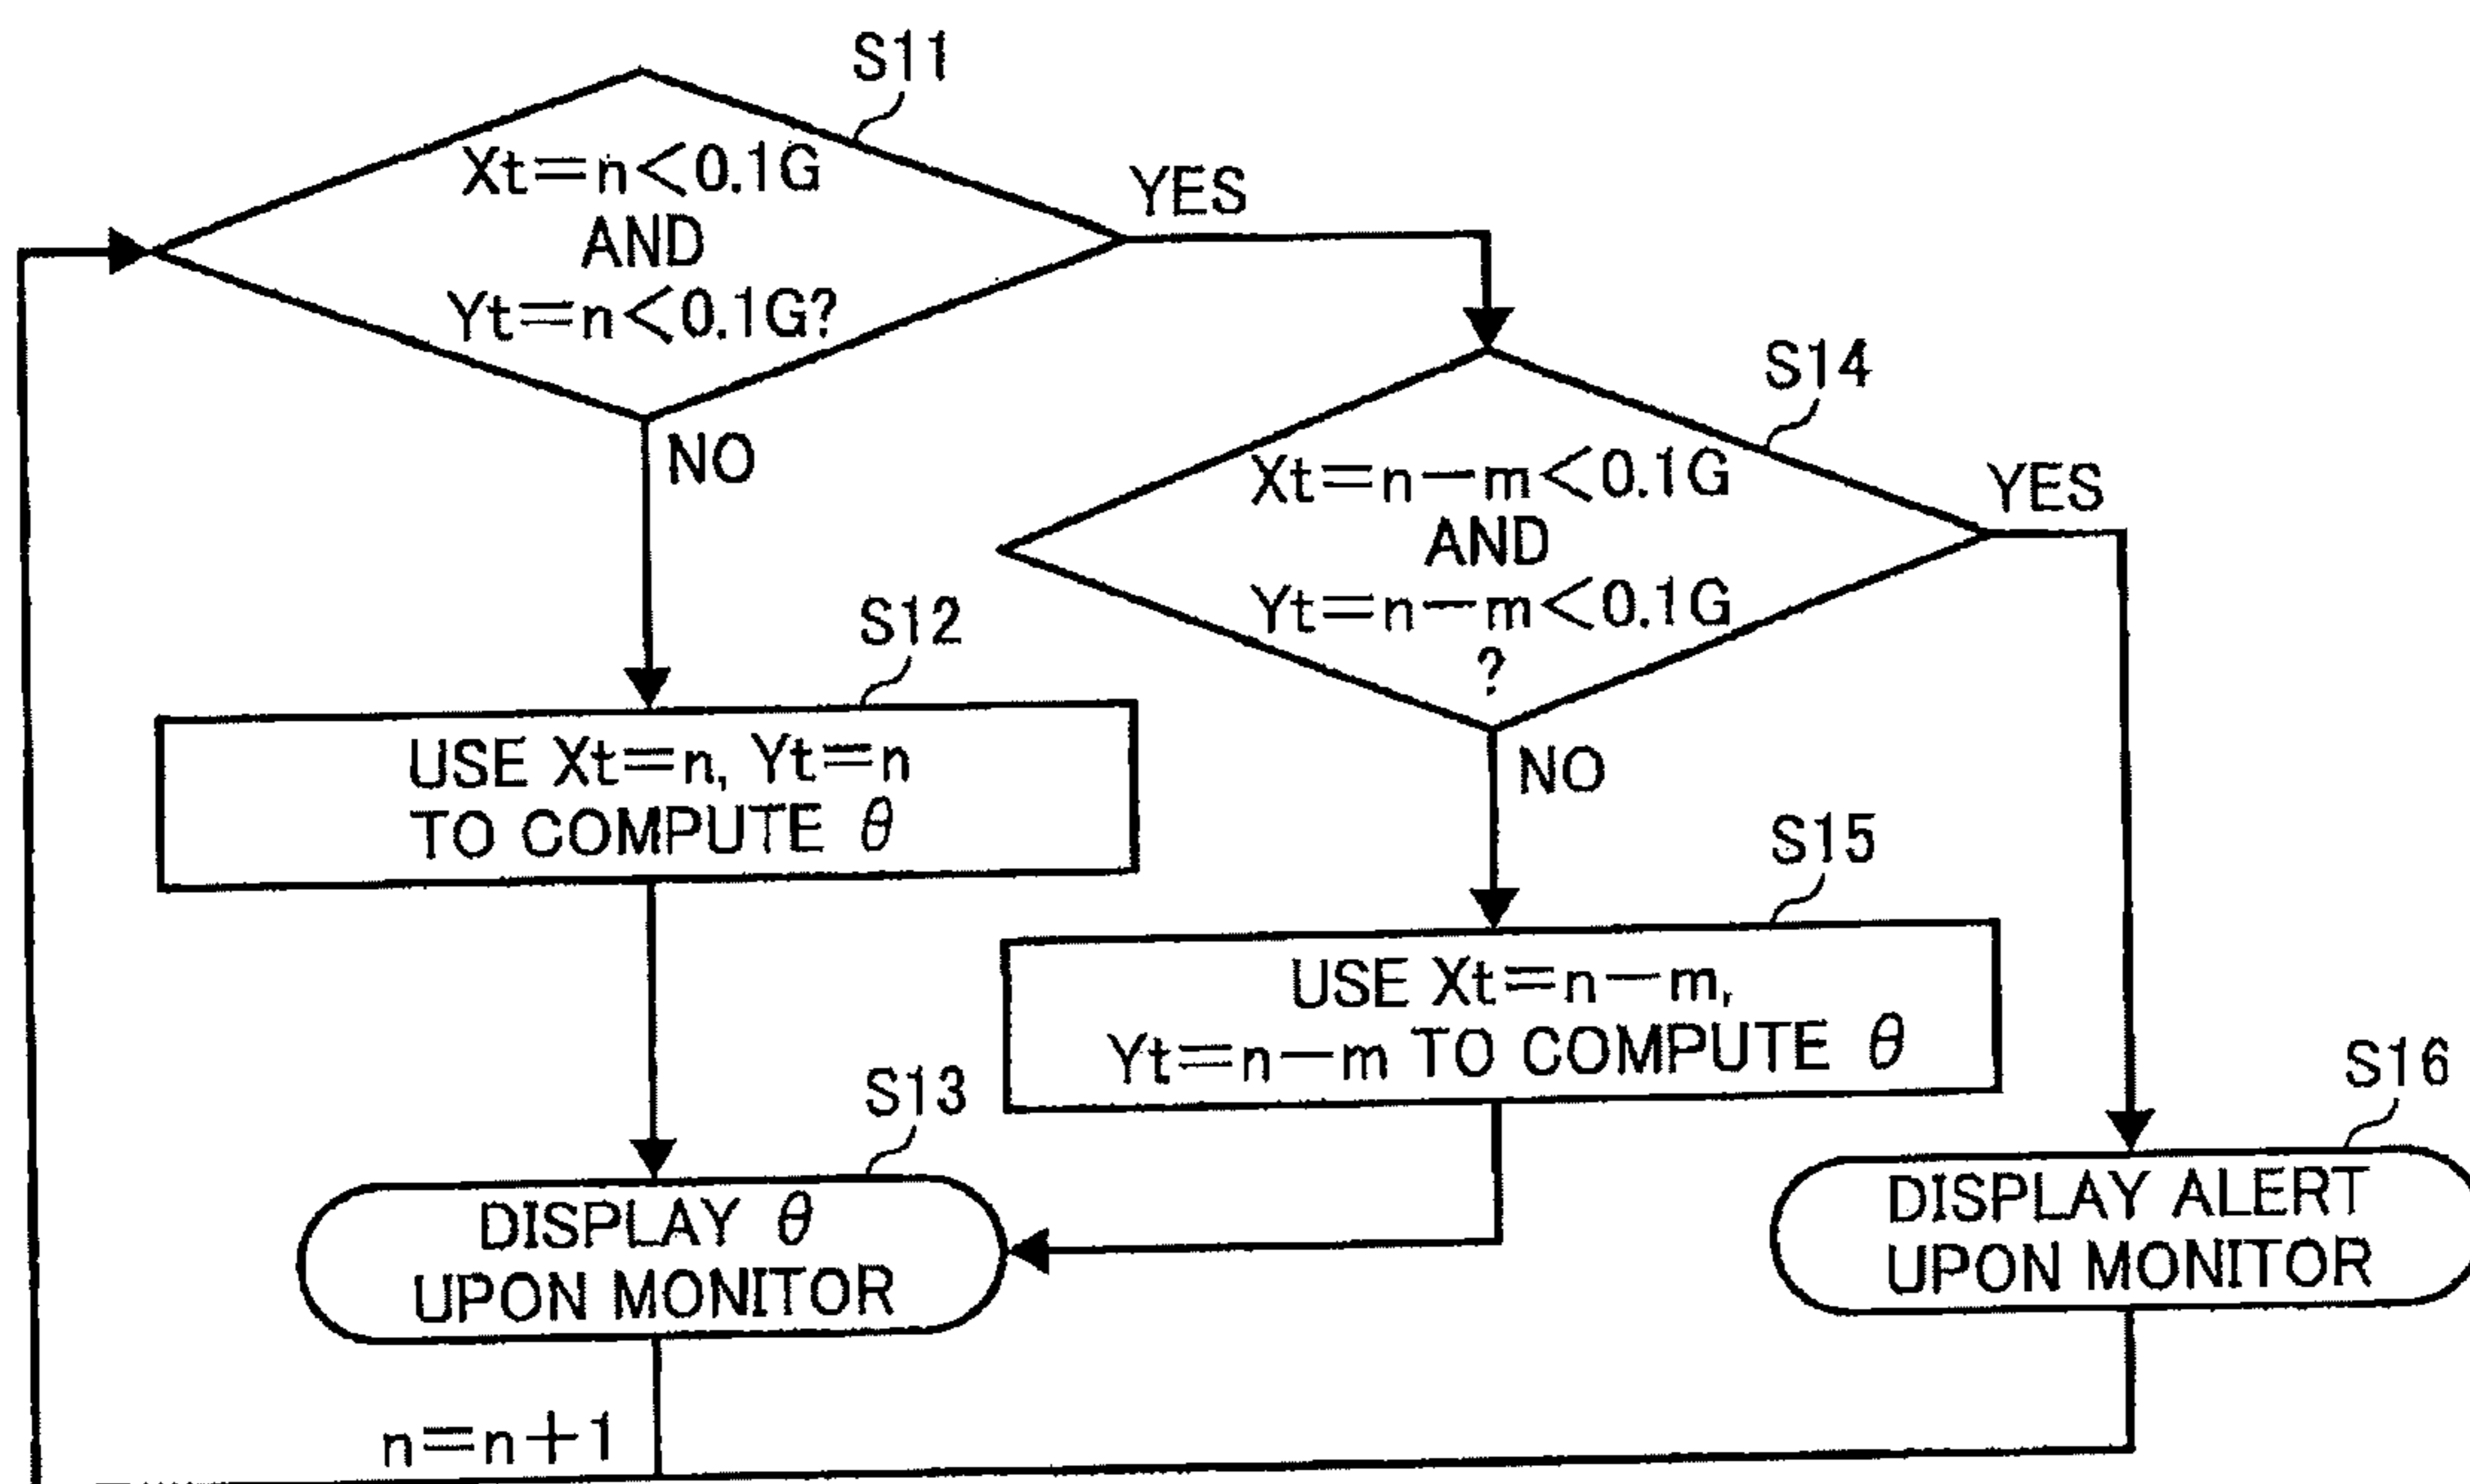 S11
Xt=n<0.1G
AND
Yt=n<0.1G?
YES
NO
S14
Xt=n-m<0.1G
AND
Yt=n-m<0.1G
?
YES
NO
S12
USE Xt=n, Yt=n
TO COMPUTE θ
S15
USE Xt=n-m,
Yt=n-m TO COMPUTE θ
S13
DISPLAY θ
UPON MONITOR
S16
DISPLAY ALERT
UPON MONITOR
n=n+1